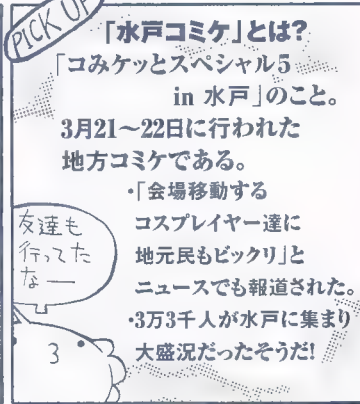 PICK UP
「水戸コミケ」とは?
「コみケッとスペシャル5
in 水戸」のこと。
3月21〜22日に行われた
地方コミケである。
・「会場移動する
コスプレイヤー達に
地元民もビックリ」と
ニュースでも報道された。
・3万3千人が水戸に集まり
大盛況だったそうだ!
友達も
行ってた
なー